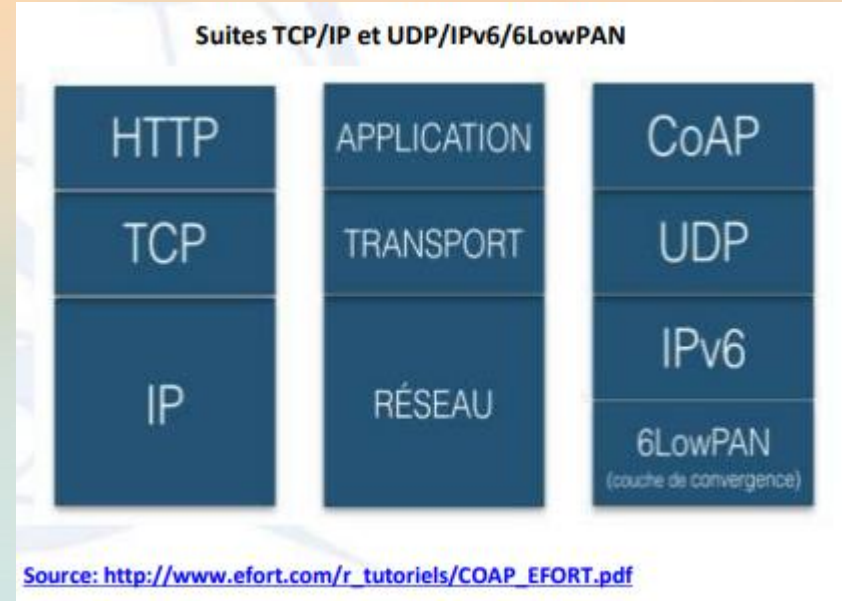 Suites TCP/IP et UDP/IPv6/6LowPAN
HTTP
TCP
IP
APPLICATION
TRANSPORT
RÉSEAU
CoAP
UDP
IPv6
6LowPAN
(couche de convergence)
Source: http://www.efort.com/r_tutoriels/COAP_EFORT.pdf